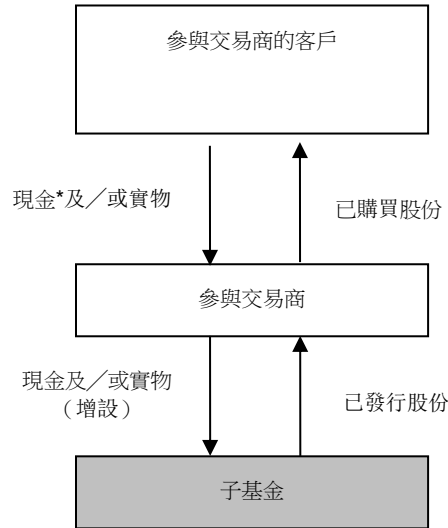 參與交易商的客戶
現金*及／或實物
已購買股份
參與交易商
現金及／或實物
（增設）
已發行股份
子基金